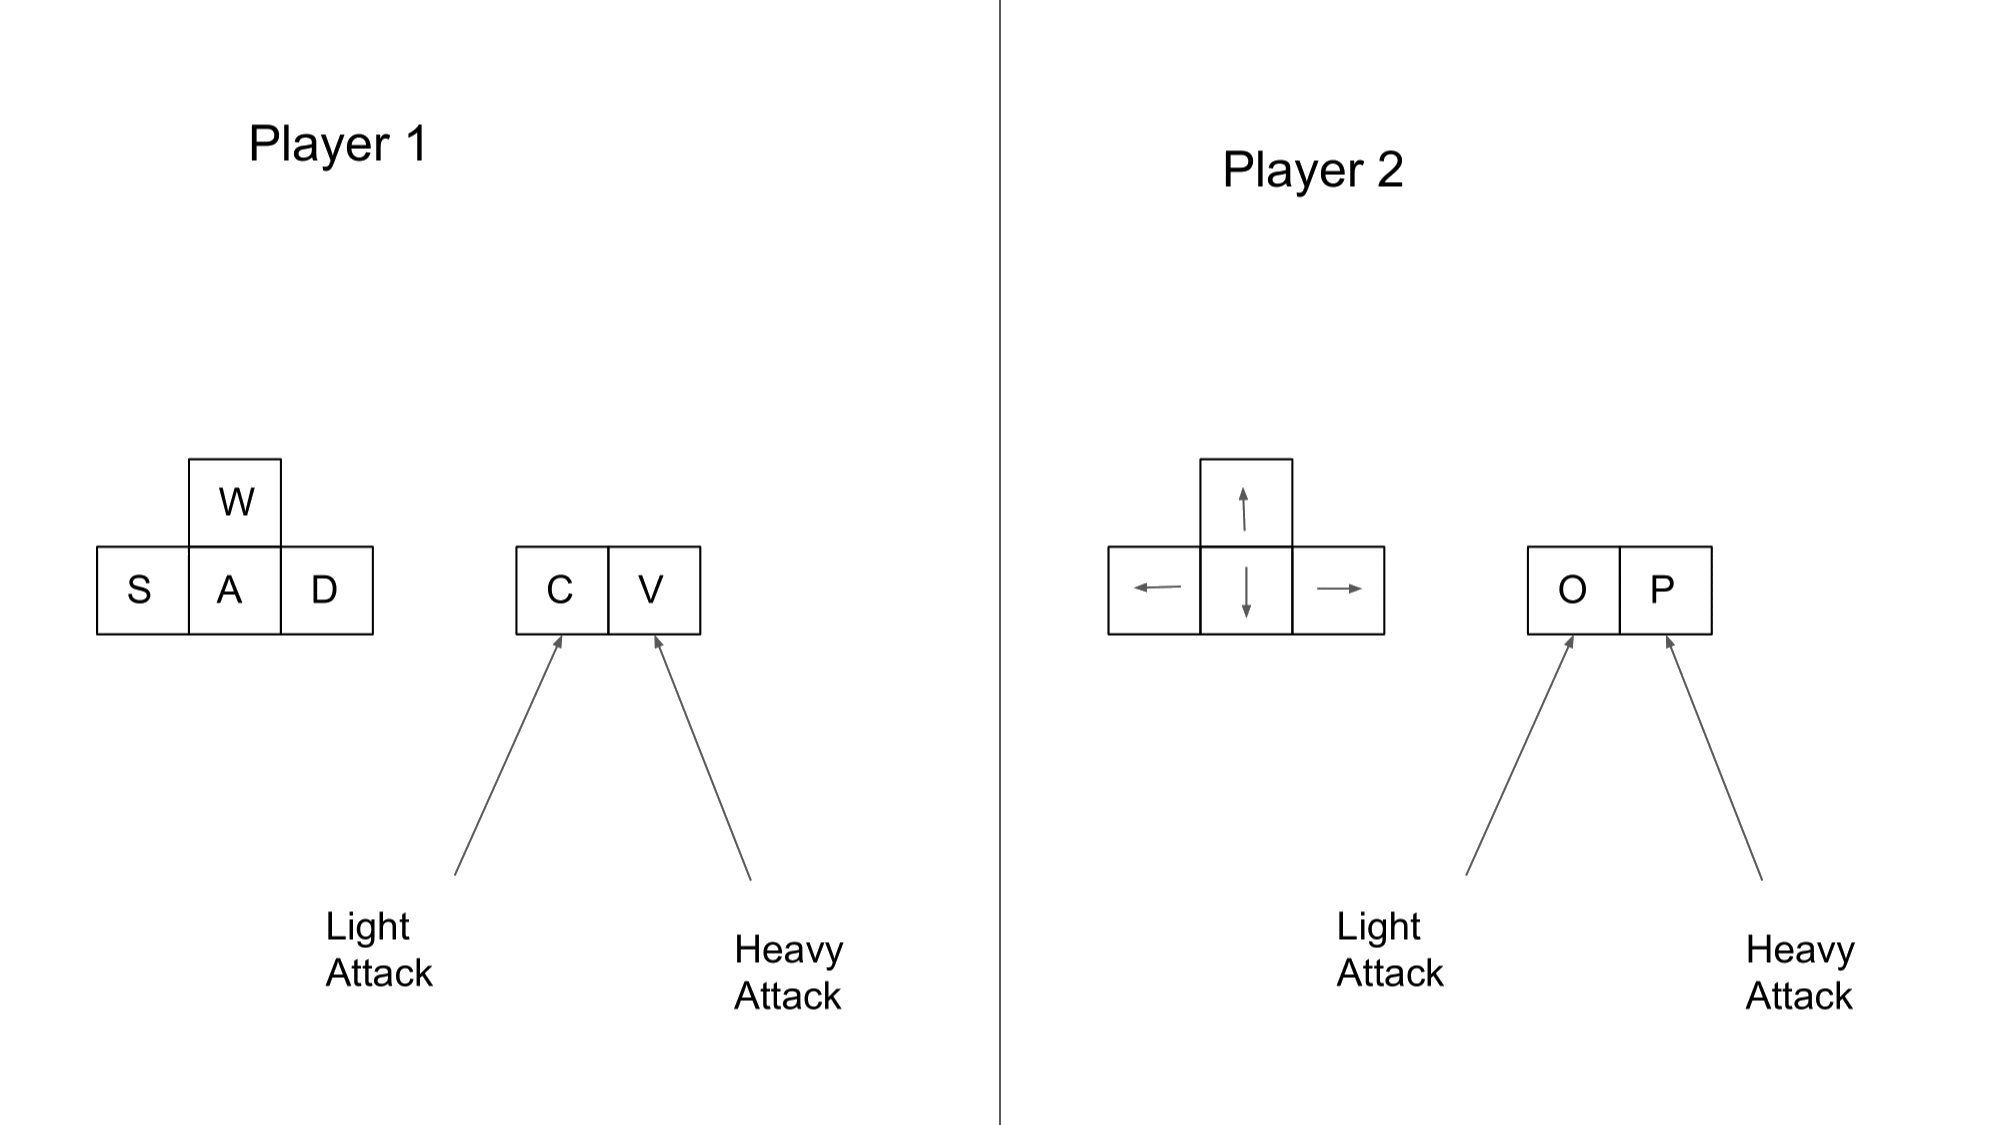 Player 1
W
S A D
C V
Light
Attack
Heavy
Attack
Player 2
↑
← ↓ →
O P
Light
Attack
Heavy
Attack